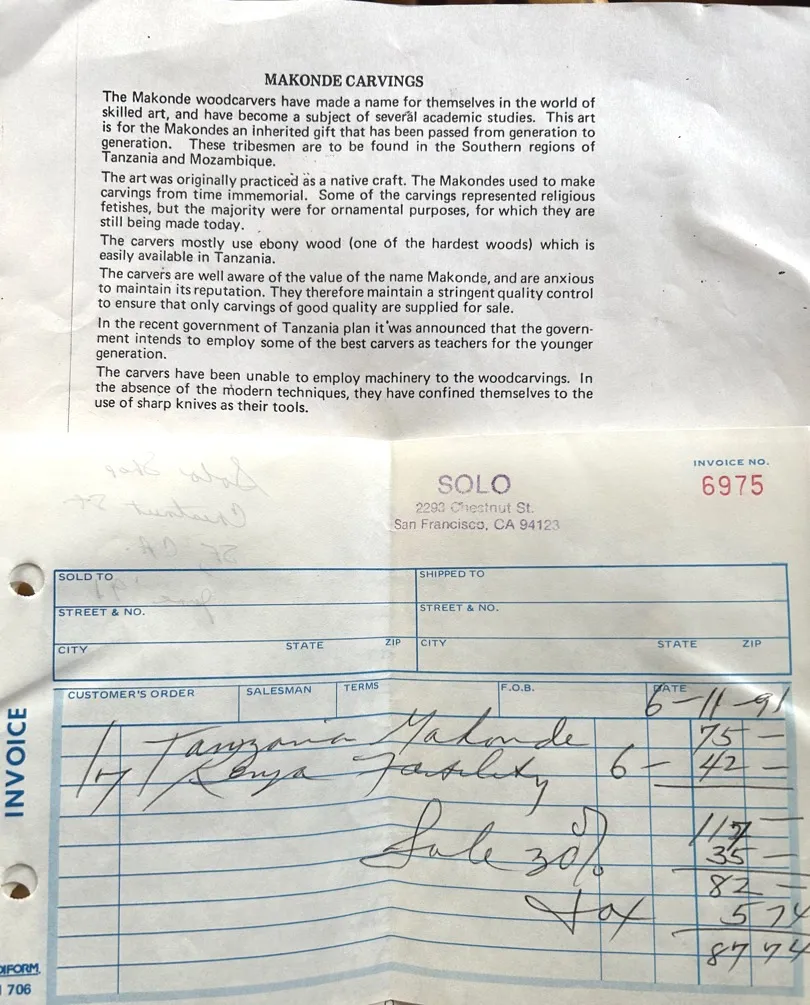 MAKONDE CARVINGS
The Makonde woodcarvers have made a name for themselves in the world of
skilled art, and have become a subject of several academic studies. This art
is for the Makondes an inherited gift that has been passed from generation to
generation. These tribesmen are to be found in the Southern regions of
Tanzania and Mozambique.
The art was originally practiced as a native craft. The Makondes used to make
carvings from time immemorial. Some of the carvings represented religious
fetishes, but the majority were for ornamental purposes, for which they are
still being made today.
The carvers mostly use ebony wood (one of the hardest woods) which is
easily available in Tanzania.
The carvers are well aware of the value of the name Makonde, and are anxious
to maintain its reputation. They therefore maintain a stringent quality control
to ensure that only carvings of good quality are supplied for sale.
In the recent government of Tanzania plan it was announced that the govern-
ment intends to employ some of the best carvers as teachers for the younger
generation.
The carvers have been unable to employ machinery to the woodcarvings. In
the absence of the modern techniques, they have confined themselves to the
use of sharp knives as their tools.
INVOICE NO.
6975
SOLO
2293 Chestnut St.
San Francisco, CA 94123
Solo Shop
Chestnut St
SF, CA.
June '91
SOLD TO SHIPPED TO
STREET & NO. STREET & NO.
CITY STATE ZIP CITY STATE ZIP
CUSTOMER'S ORDER SALESMAN TERMS F.O.B. DATE
6-11-91
1 Tanzania Makonde 75 —
7 Kenya Fertility 6 — 42 —
117 —
Sale 30% 35 —
82 —
Tax 5 74
87 74
INVOICE
DIFORM
706